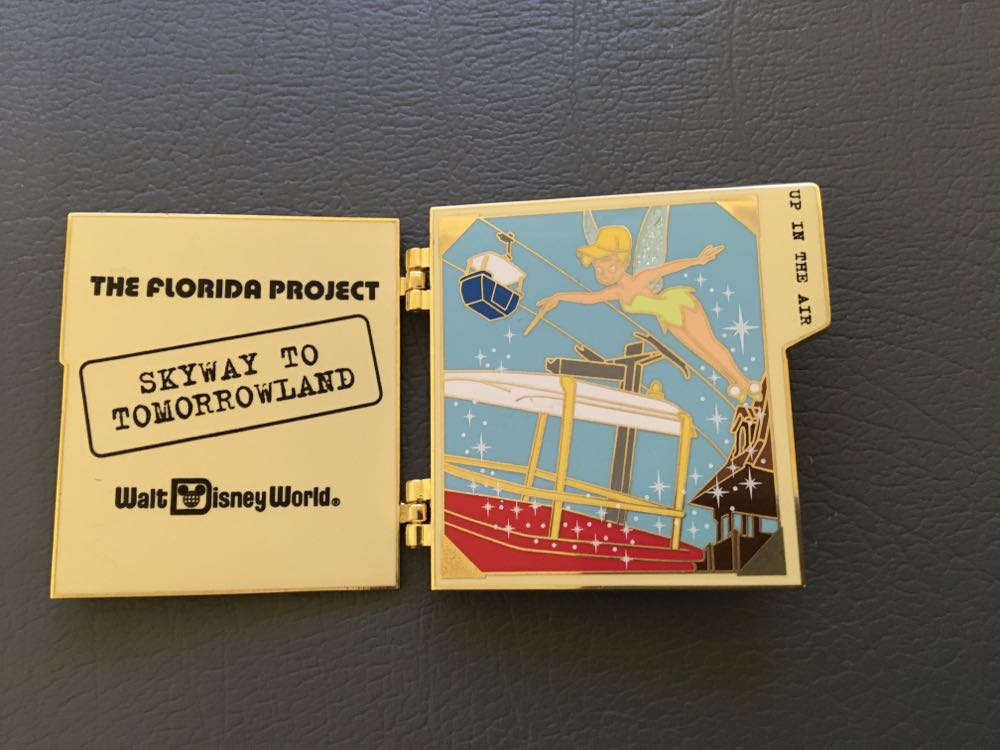 THE FLORIDA PROJECT
SKYWAY TO
TOMORROWLAND
Walt Disney World®
UP IN THE AIR